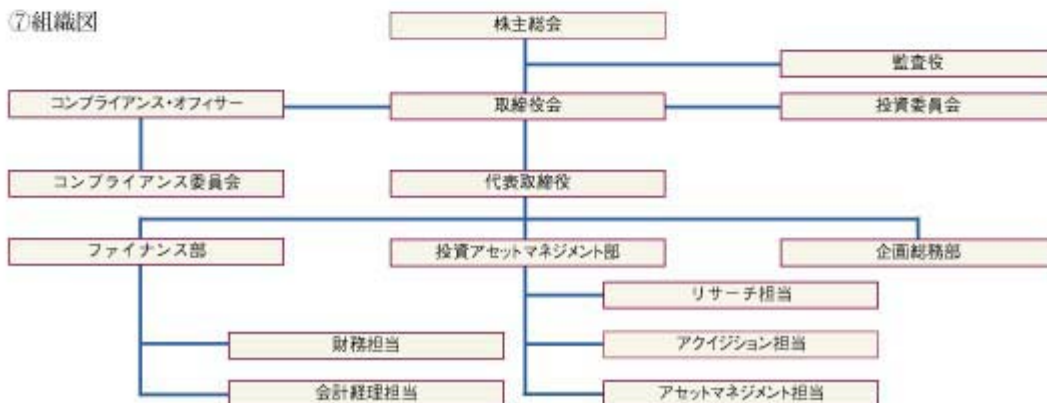 ⑦組織図
株主総会
監査役
コンプライアンス・オフィサー
取締役会
投資委員会
コンプライアンス委員会
代表取締役
ファイナンス部
投資アセットマネジメント部
企画総務部
リサーチ担当
財務担当
アクイジション担当
会計経理担当
アセットマネジメント担当